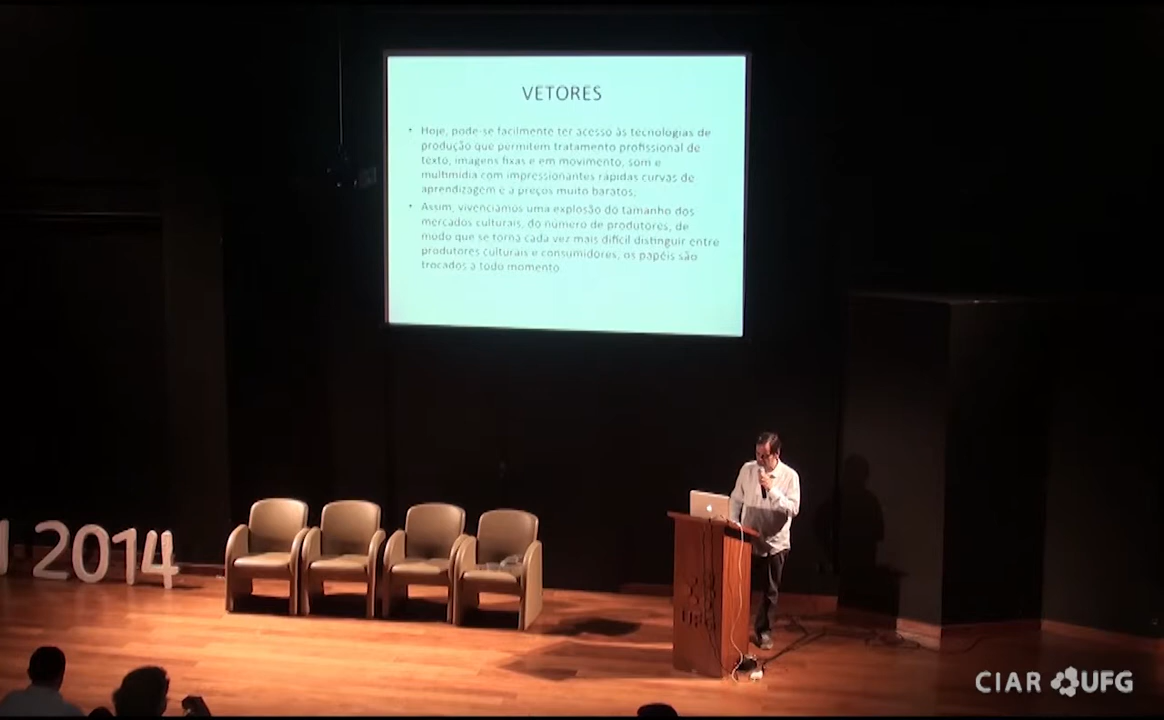 VETORES
• Hoje, pode-se facilmente ter acesso às tecnologias de
produção que permitem tratamento profissional de
texto, imagens fixas e em movimento, som e
multimídia com impressionantes rápidas curvas de
aprendizagem e a preços muito baratos;
• Assim, vivenciamos uma explosão do tamanho dos
mercados culturais, do número de produtores, de
modo que se torna cada vez mais difícil distinguir entre
produtores culturais e consumidores, os papéis são
trocados a todo momento.
2014
UFG
CIAR UFG